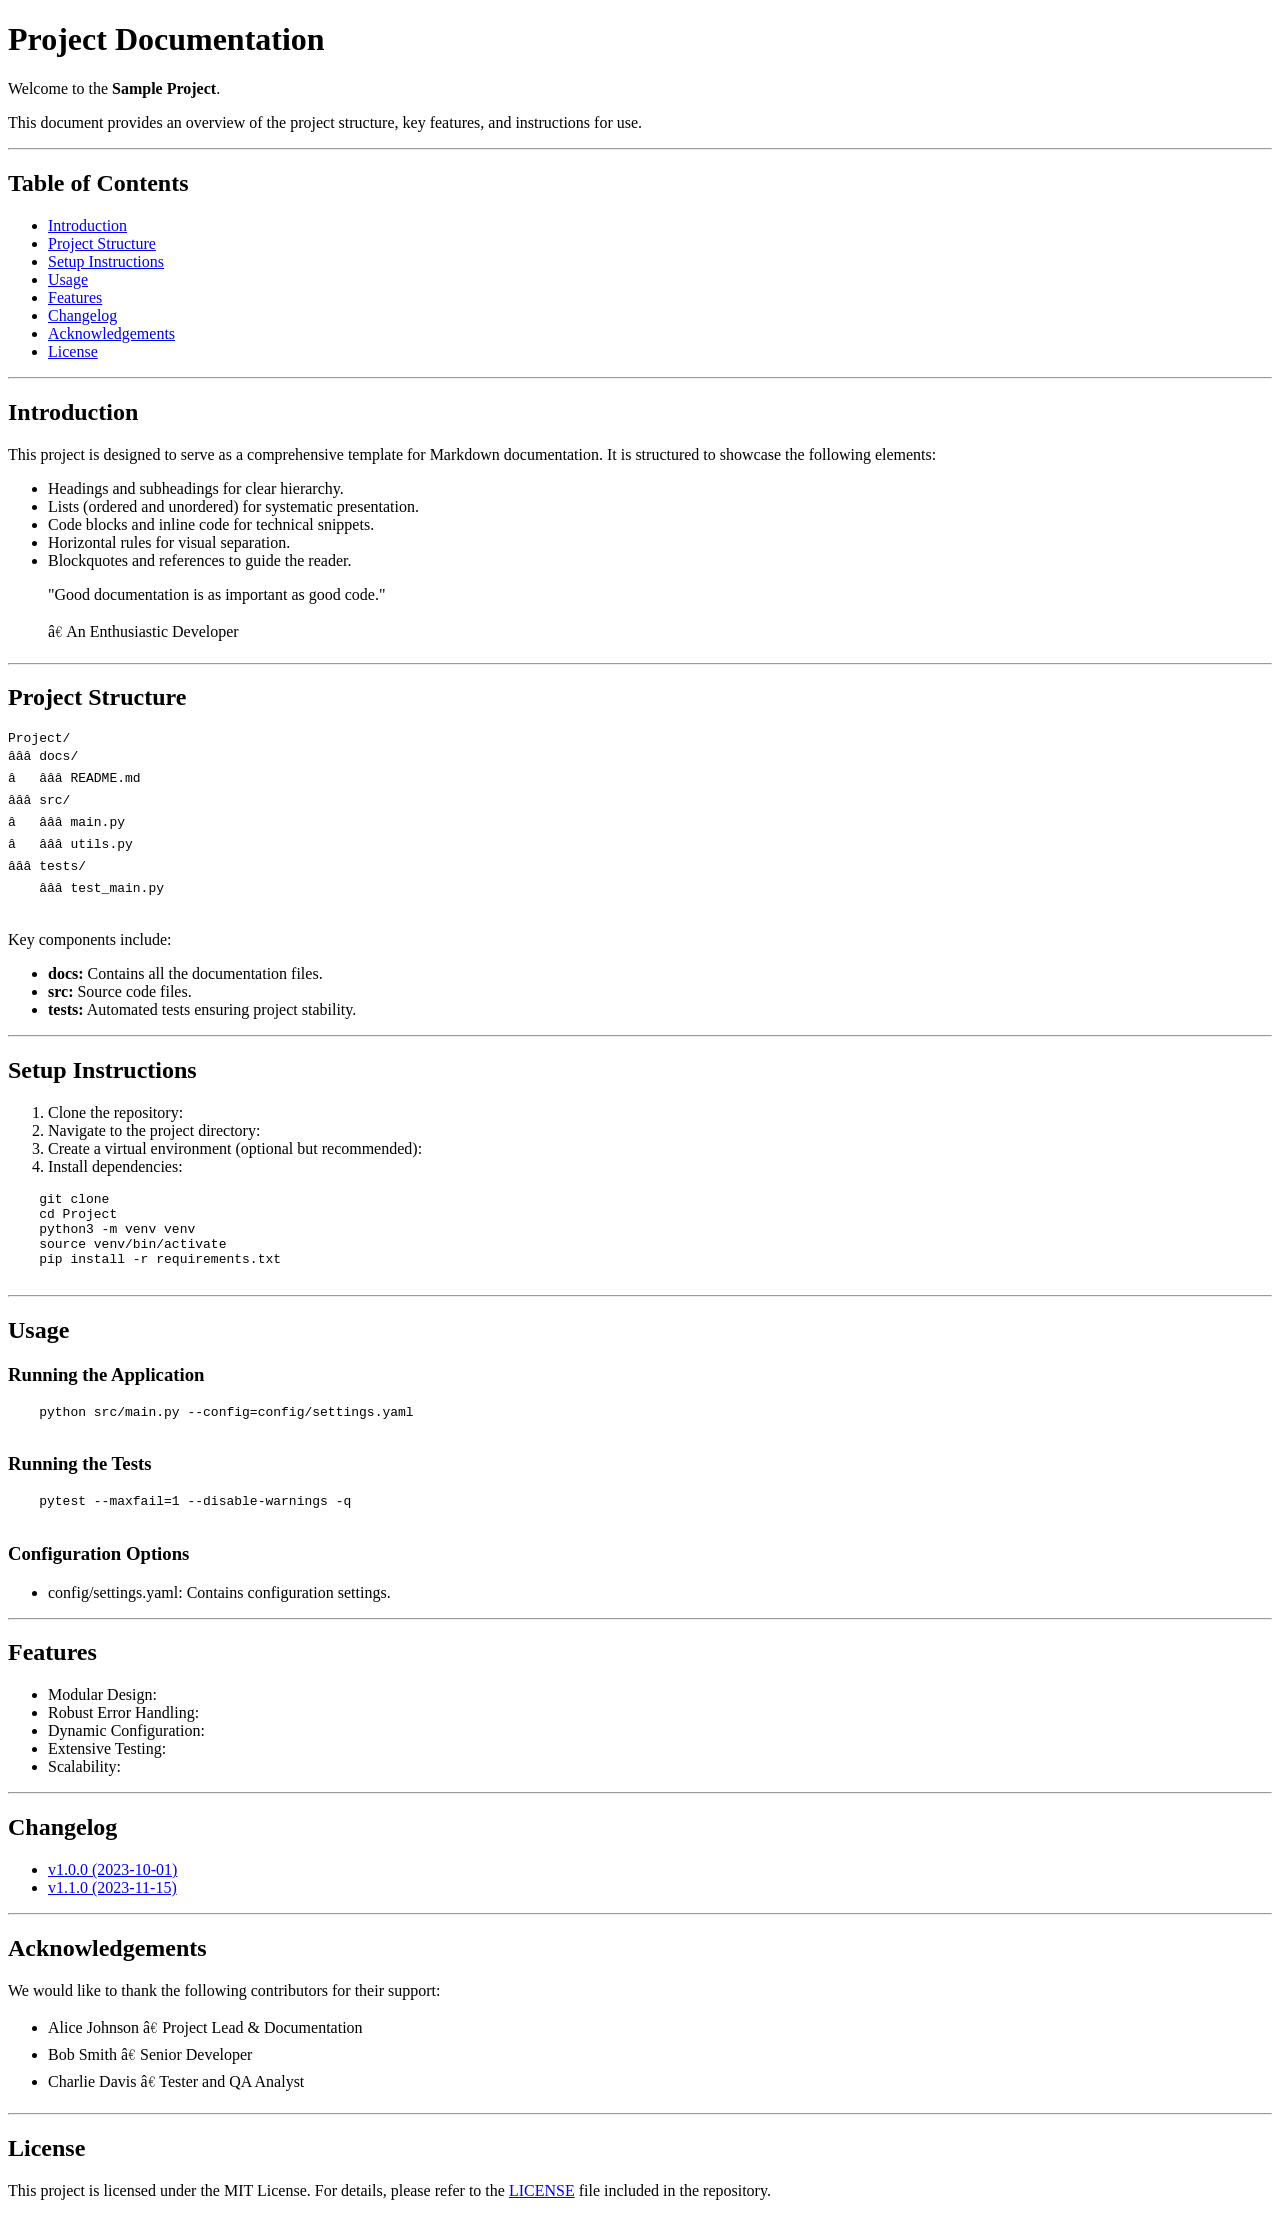 Project Documentation
Welcome to the Sample Project.
This document provides an overview of the project structure, key features, and instructions for use.
Table of Contents
Introduction
Project Structure
Setup Instructions
Usage
Features
Changelog
Acknowledgements
License
Introduction
This project is designed to serve as a comprehensive template for Markdown documentation. It is structured to showcase the following elements:
Headings and subheadings for clear hierarchy.
Lists (ordered and unordered) for systematic presentation.
Code blocks and inline code for technical snippets.
Horizontal rules for visual separation.
Blockquotes and references to guide the reader.
"Good documentation is as important as good code."
â€ An Enthusiastic Developer
Project Structure
Project/
âââ docs/
â   âââ README.md
âââ src/
â   âââ main.py
â   âââ utils.py
âââ tests/
    âââ test_main.py
Key components include:
docs: Contains all the documentation files.
src: Source code files.
tests: Automated tests ensuring project stability.
Setup Instructions
1. Clone the repository:
2. Navigate to the project directory:
3. Create a virtual environment (optional but recommended):
4. Install dependencies:
git clone
cd Project
python3 -m venv venv
source venv/bin/activate
pip install -r requirements.txt
Usage
Running the Application
python src/main.py --config=config/settings.yaml
Running the Tests
pytest --maxfail=1 --disable-warnings -q
Configuration Options
config/settings.yaml: Contains configuration settings.
Features
Modular Design:
Robust Error Handling:
Dynamic Configuration:
Extensive Testing:
Scalability:
Changelog
v1.0.0 (2023-10-01)
v1.1.0 (2023-11-15)
Acknowledgements
We would like to thank the following contributors for their support:
Alice Johnson â€ Project Lead & Documentation
Bob Smith â€ Senior Developer
Charlie Davis â€ Tester and QA Analyst
License
This project is licensed under the MIT License. For details, please refer to the LICENSE file included in the repository.